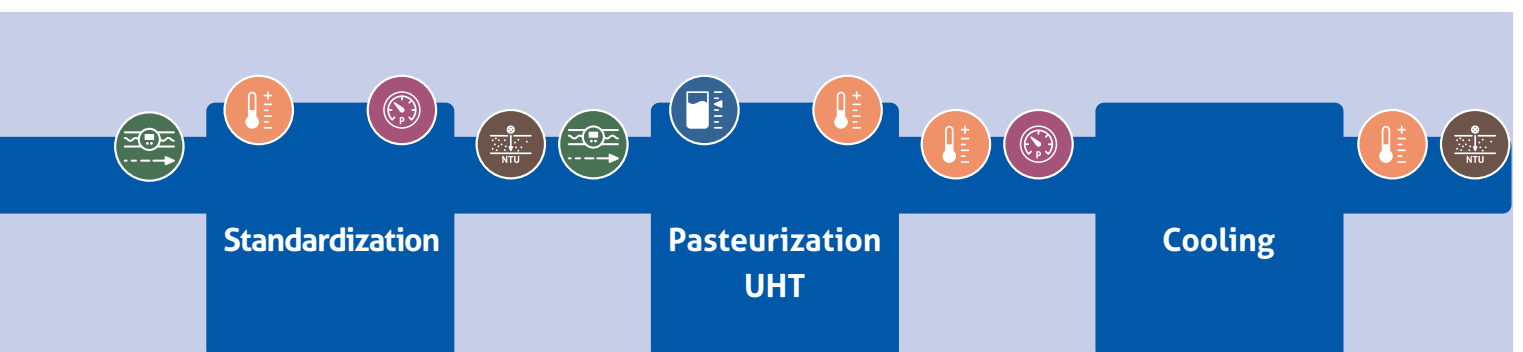 P
NTU
P
NTU
Standardization
Pasteurization
UHT
Cooling